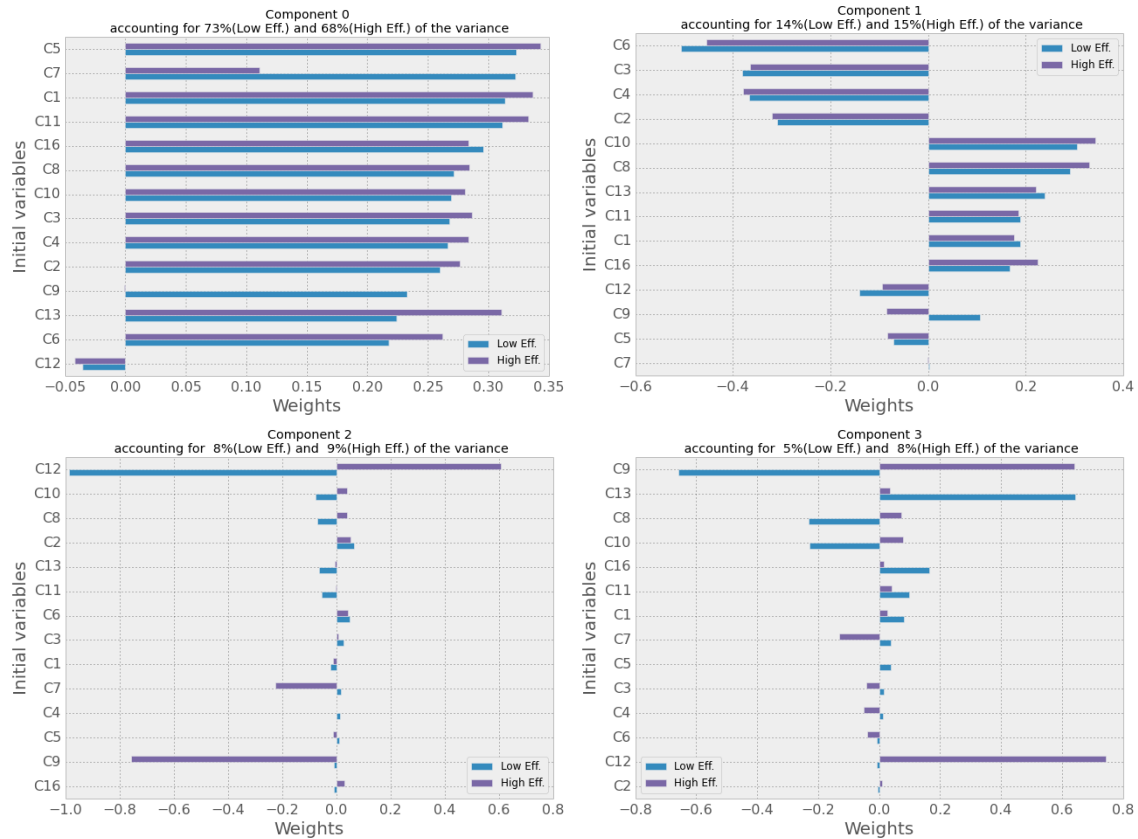 Component 0
accounting for 73%(Low Eff.) and 68%(High Eff.) of the variance
Initial variables
C5
C7
C1
C11
C16
C8
C10
C3
C4
C2
C9
C13
C6
C12
Low Eff.
High Eff.
−0.05 0.00 0.05 0.10 0.15 0.20 0.25 0.30 0.35
Weights
Component 1
accounting for 14%(Low Eff.) and 15%(High Eff.) of the variance
Initial variables
C6
C3
C4
C2
C10
C8
C13
C11
C1
C16
C12
C9
C5
C7
Low Eff.
High Eff.
−0.6 −0.4 −0.2 0.0 0.2 0.4
Weights
Component 2
accounting for 8%(Low Eff.) and 9%(High Eff.) of the variance
Initial variables
C12
C10
C8
C2
C13
C11
C6
C3
C1
C7
C4
C5
C9
C16
Low Eff.
High Eff.
−1.0 −0.8 −0.6 −0.4 −0.2 0.0 0.2 0.4 0.6 0.8
Weights
Component 3
accounting for 5%(Low Eff.) and 8%(High Eff.) of the variance
Initial variables
C9
C13
C8
C10
C16
C11
C1
C7
C5
C3
C4
C6
C12
C2
Low Eff.
High Eff.
−0.8 −0.6 −0.4 −0.2 0.0 0.2 0.4 0.6 0.8
Weights